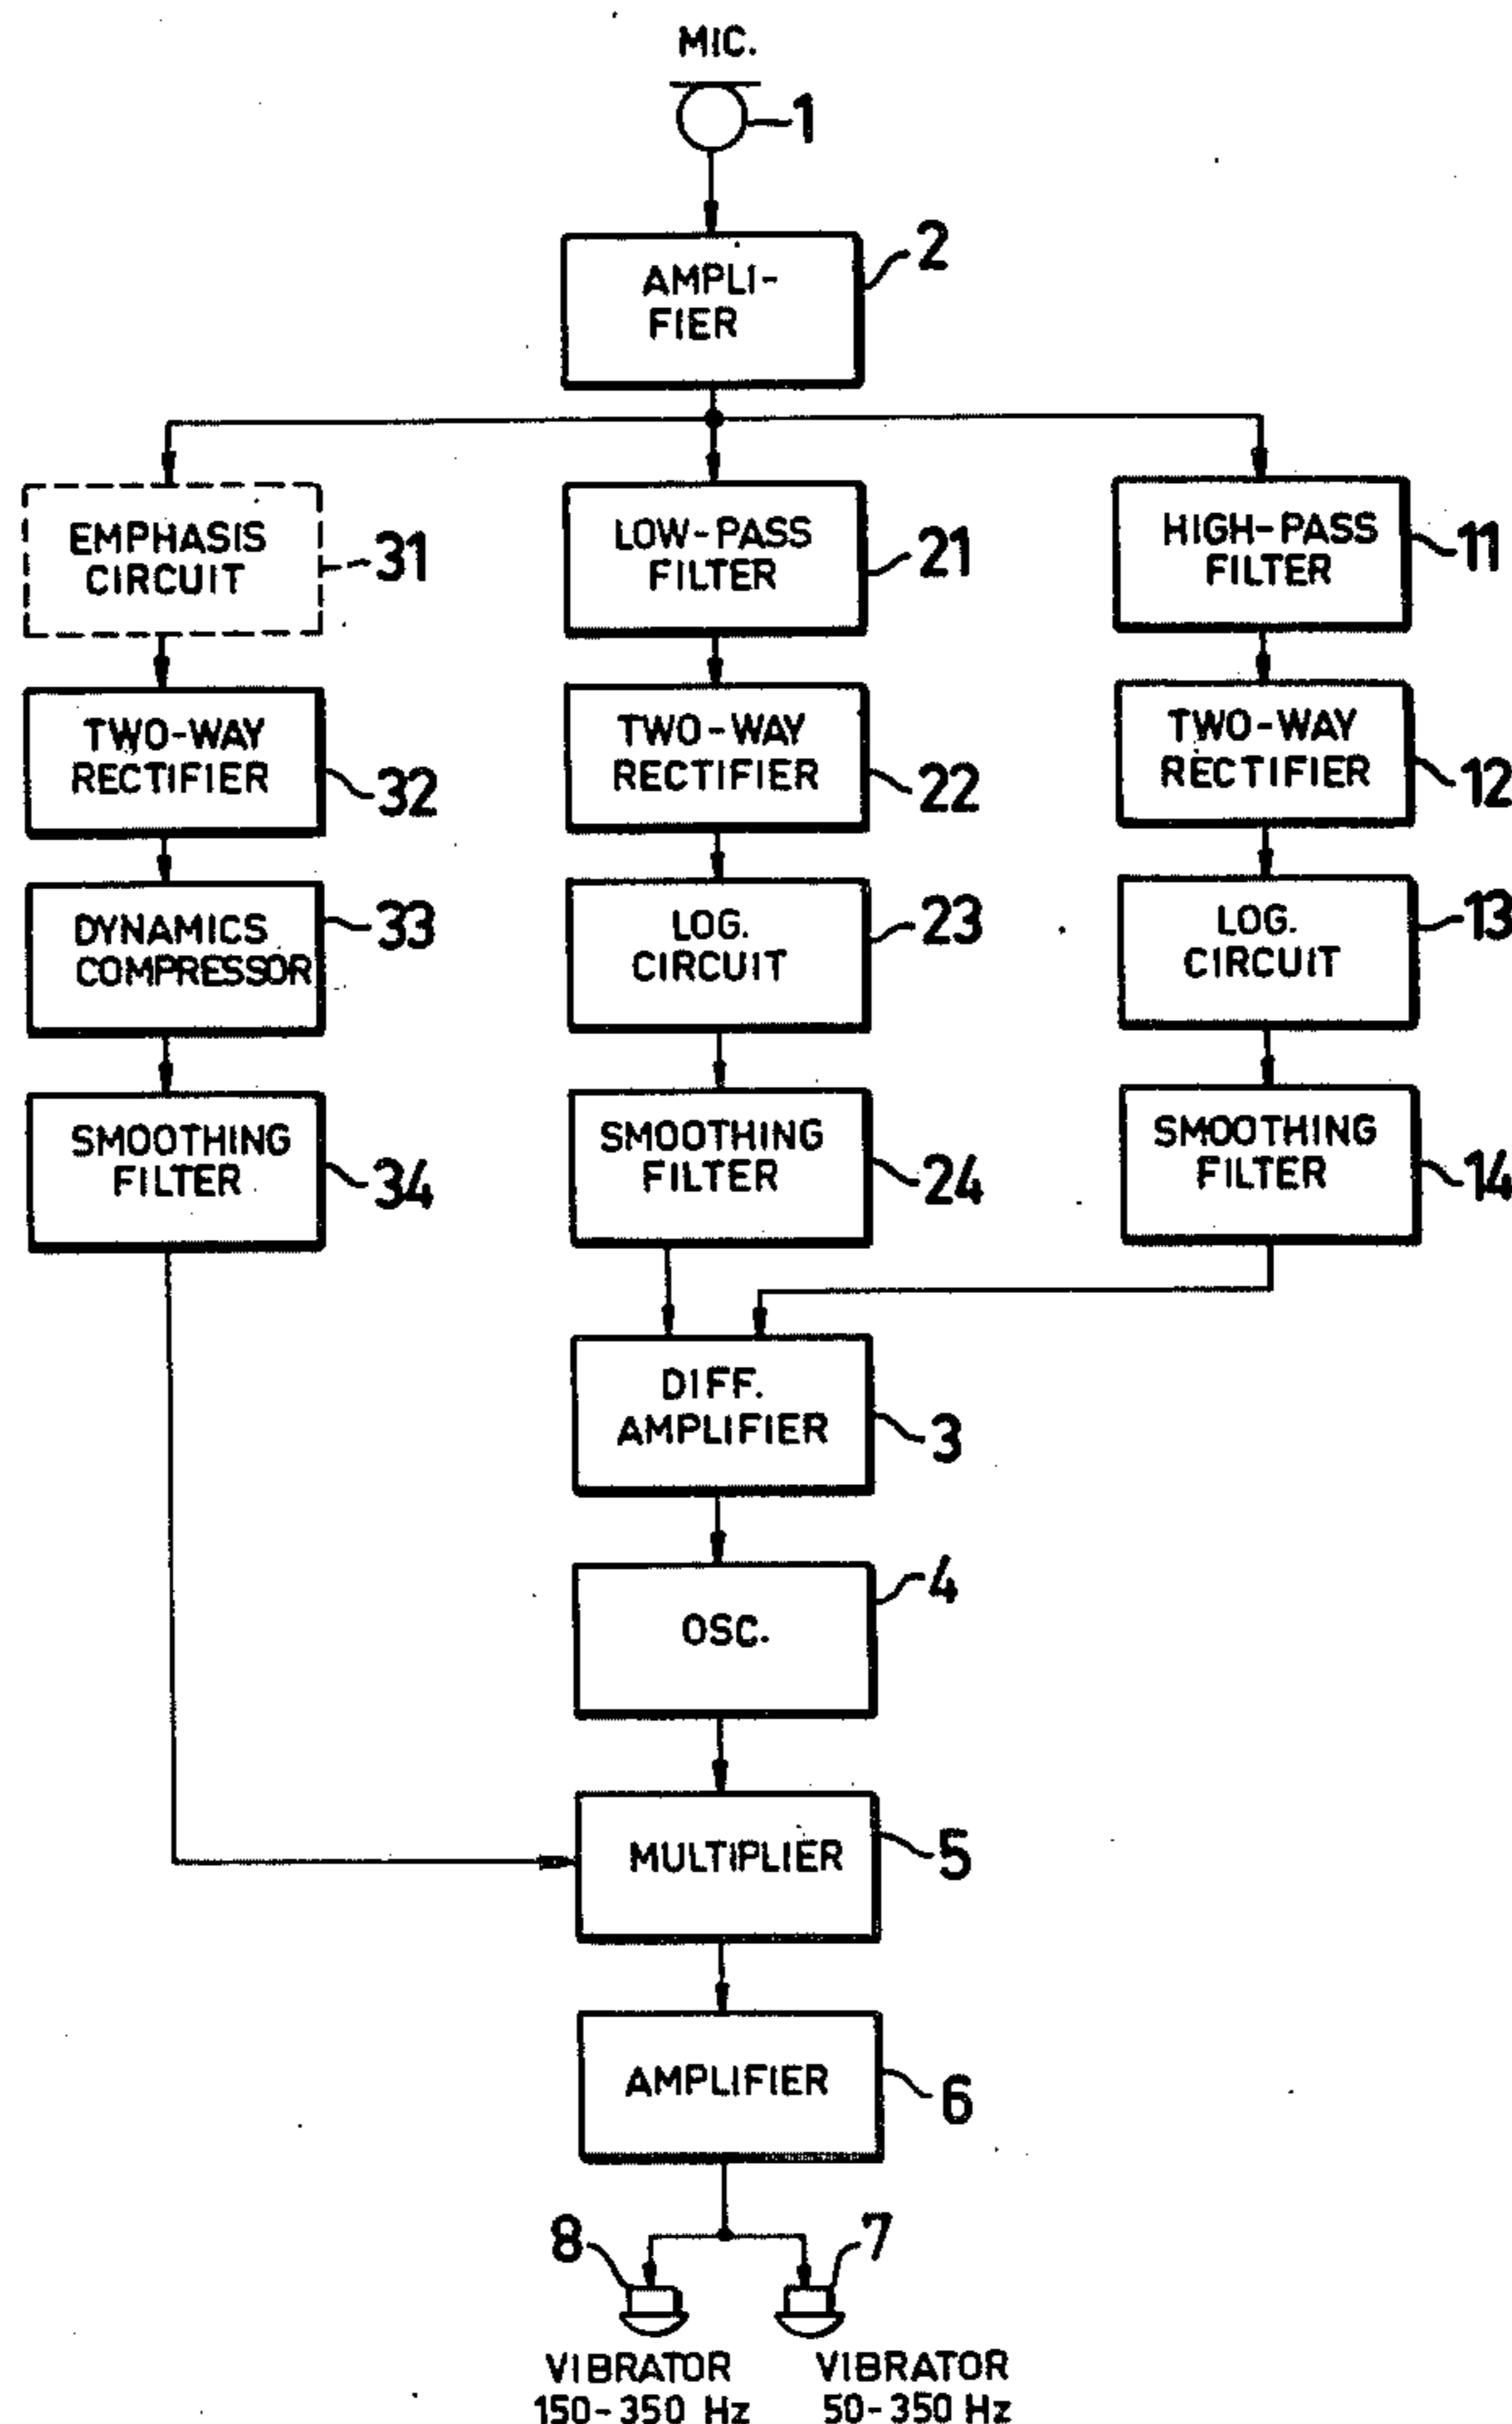 MIC.
1
AMPLI-
FIER
2
EMPHASIS
CIRCUIT
31
LOW-PASS
FILTER
21
HIGH-PASS
FILTER
11
TWO-WAY
RECTIFIER
32
TWO-WAY
RECTIFIER
22
TWO-WAY
RECTIFIER
12
DYNAMICS
COMPRESSOR
33
LOG.
CIRCUIT
23
LOG.
CIRCUIT
13
SMOOTHING
FILTER
34
SMOOTHING
FILTER
24
SMOOTHING
FILTER
14
DIFF.
AMPLIFIER
3
OSC.
4
MULTIPLIER
5
AMPLIFIER
6
8
7
VIBRATOR
150-350 Hz
VIBRATOR
50-350 Hz